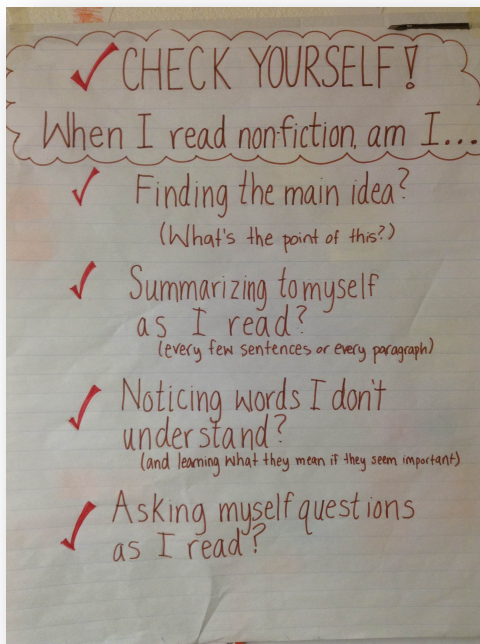 CHECK YOURSELF!
When I read non-fiction, am I...
Finding the main idea?
(What's the point of this?)
Summarizing to myself
as I read?
(every few sentences or every paragraph)
Noticing words I don't
understand?
(and learning what they mean if they seem important)
Asking myself questions
as I read?